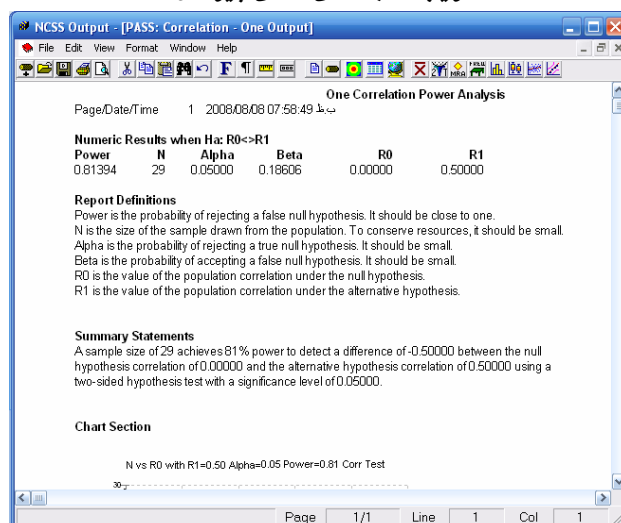 NCSS Output - [PASS: Correlation - One Output]
File Edit View Format Window Help
One Correlation Power Analysis
Page/Date/Time 1 2008/08/08 07:58:49 ب.ظ
Numeric Results when Ha: R0<>R1
Power N Alpha Beta R0 R1
0.81394 29 0.05000 0.18606 0.00000 0.50000
Report Definitions
Power is the probability of rejecting a false null hypothesis. It should be close to one.
N is the size of the sample drawn from the population. To conserve resources, it should be small.
Alpha is the probability of rejecting a true null hypothesis. It should be small.
Beta is the probability of accepting a false null hypothesis. It should be small.
R0 is the value of the population correlation under the null hypothesis.
R1 is the value of the population correlation under the alternative hypothesis.
Summary Statements
A sample size of 29 achieves 81% power to detect a difference of -0.50000 between the null
hypothesis correlation of 0.00000 and the alternative hypothesis correlation of 0.50000 using a
two-sided hypothesis test with a significance level of 0.05000.
Chart Section
N vs R0 with R1=0.50 Alpha=0.05 Power=0.81 Corr Test
30
Page 1/1 Line 1 Col 1